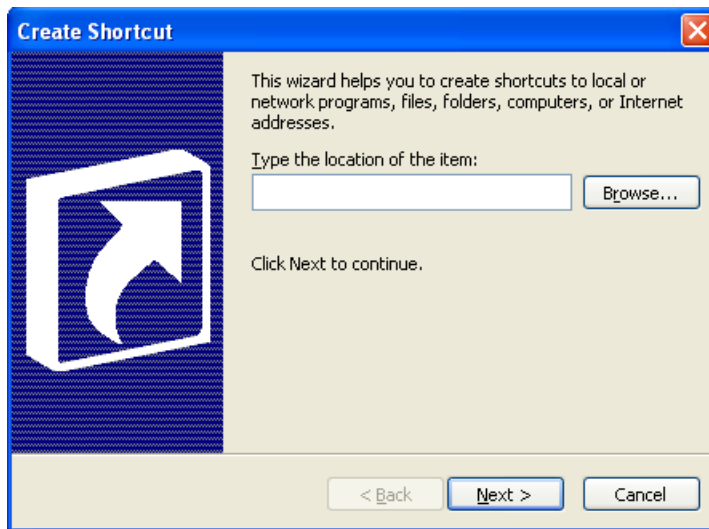 Create Shortcut
This wizard helps you to create shortcuts to local or
network programs, files, folders, computers, or Internet
addresses.
Type the location of the item:
Browse...
Click Next to continue.
< Back
Next >
Cancel